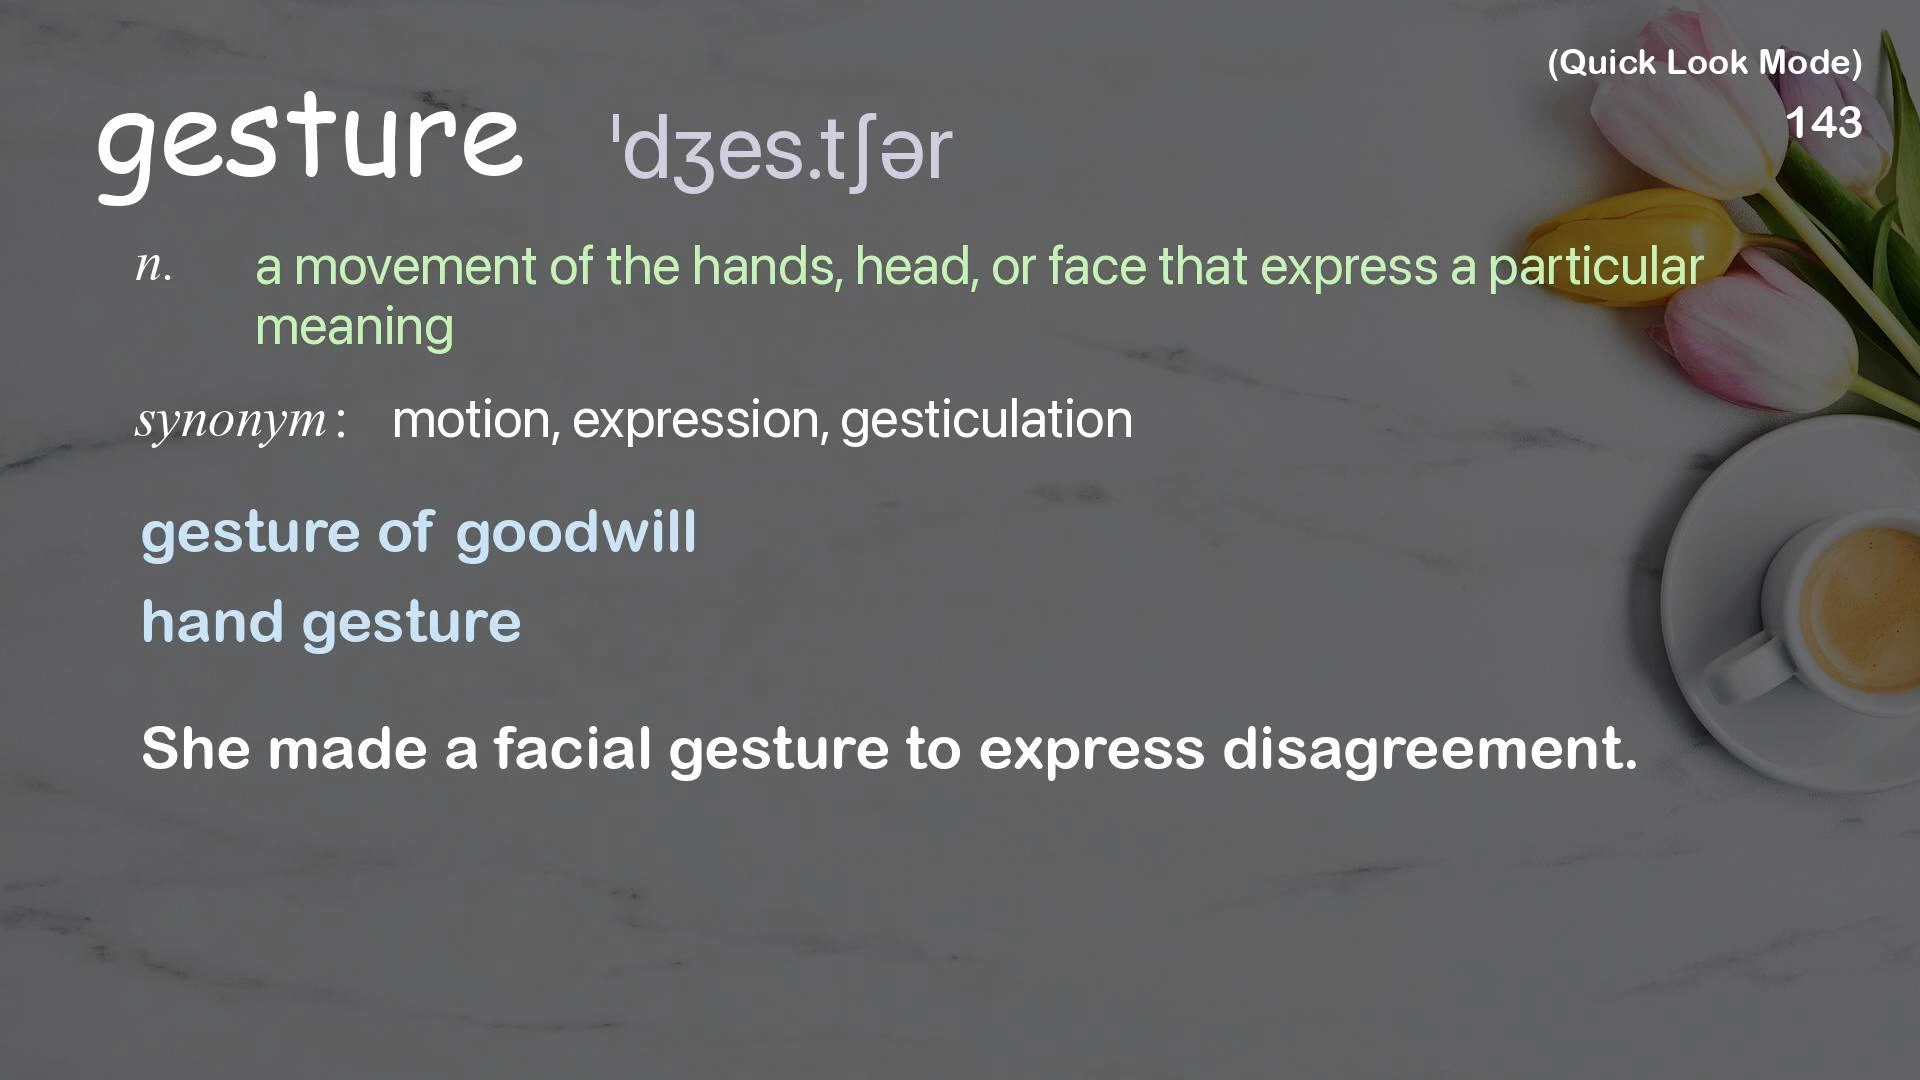 (Quick Look Mode)
143
gesture ˈdʒes.tʃər
n. a movement of the hands, head, or face that express a particular
meaning
synonym: motion, expression, gesticulation
gesture of goodwill
hand gesture
She made a facial gesture to express disagreement.